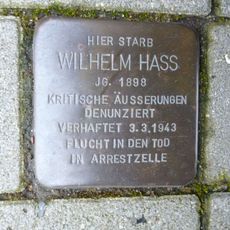 HIER STARB
WILHELM HASS
JG. 1898
KRITISCHE ÄUSSERUNGEN
DENUNZIERT
VERHAFTET 3.3.1943
FLUCHT IN DEN TOD
IN ARRESTZELLE